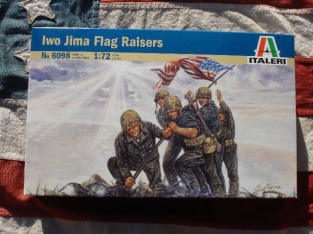 Iwo Jima Flag Raisers
No 6098 1:72
ITALERI